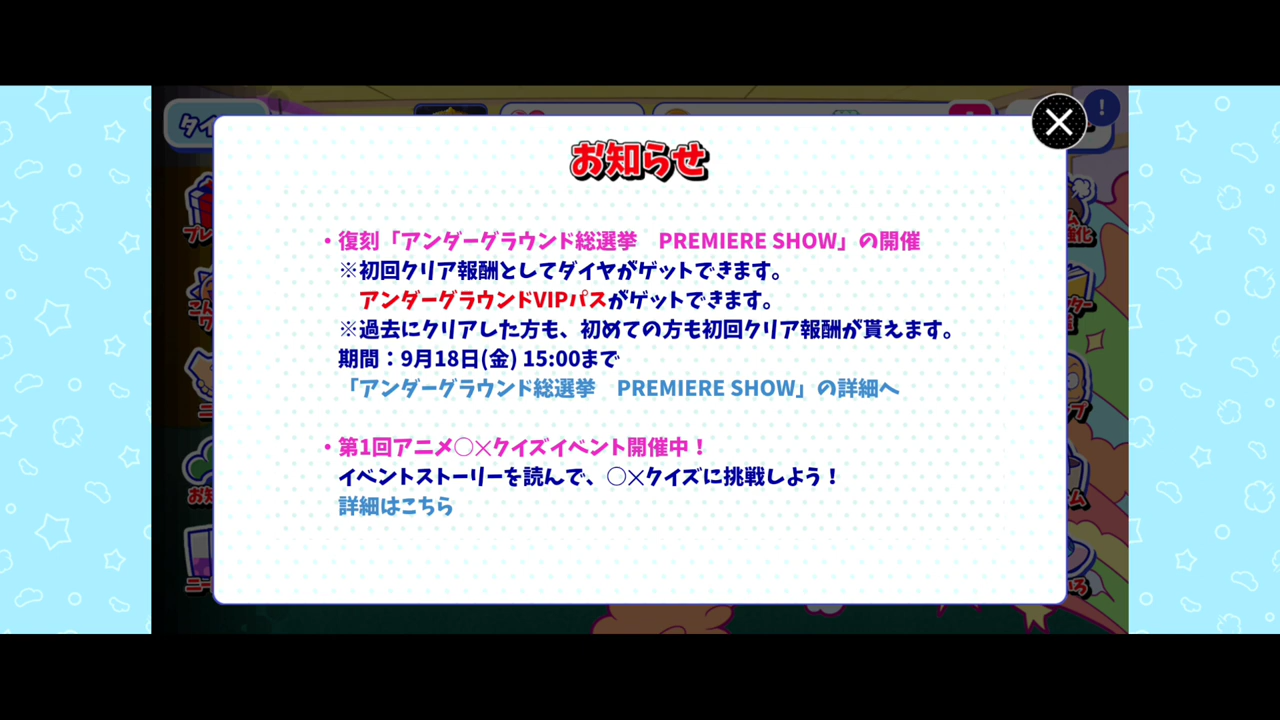 お知らせ
・復刻「アンダーグラウンド総選挙　PREMIERE SHOW」の開催
※初回クリア報酬としてダイヤがゲットできます。
アンダーグラウンドVIPパスがゲットできます。
※過去にクリアした方も、初めての方も初回クリア報酬が貰えます。
期間：9月18日(金) 15:00まで
「アンダーグラウンド総選挙　PREMIERE SHOW」の詳細へ
・第1回アニメ○×クイズイベント開催中！
イベントストーリーを読んで、○×クイズに挑戦しよう！
詳細はこちら